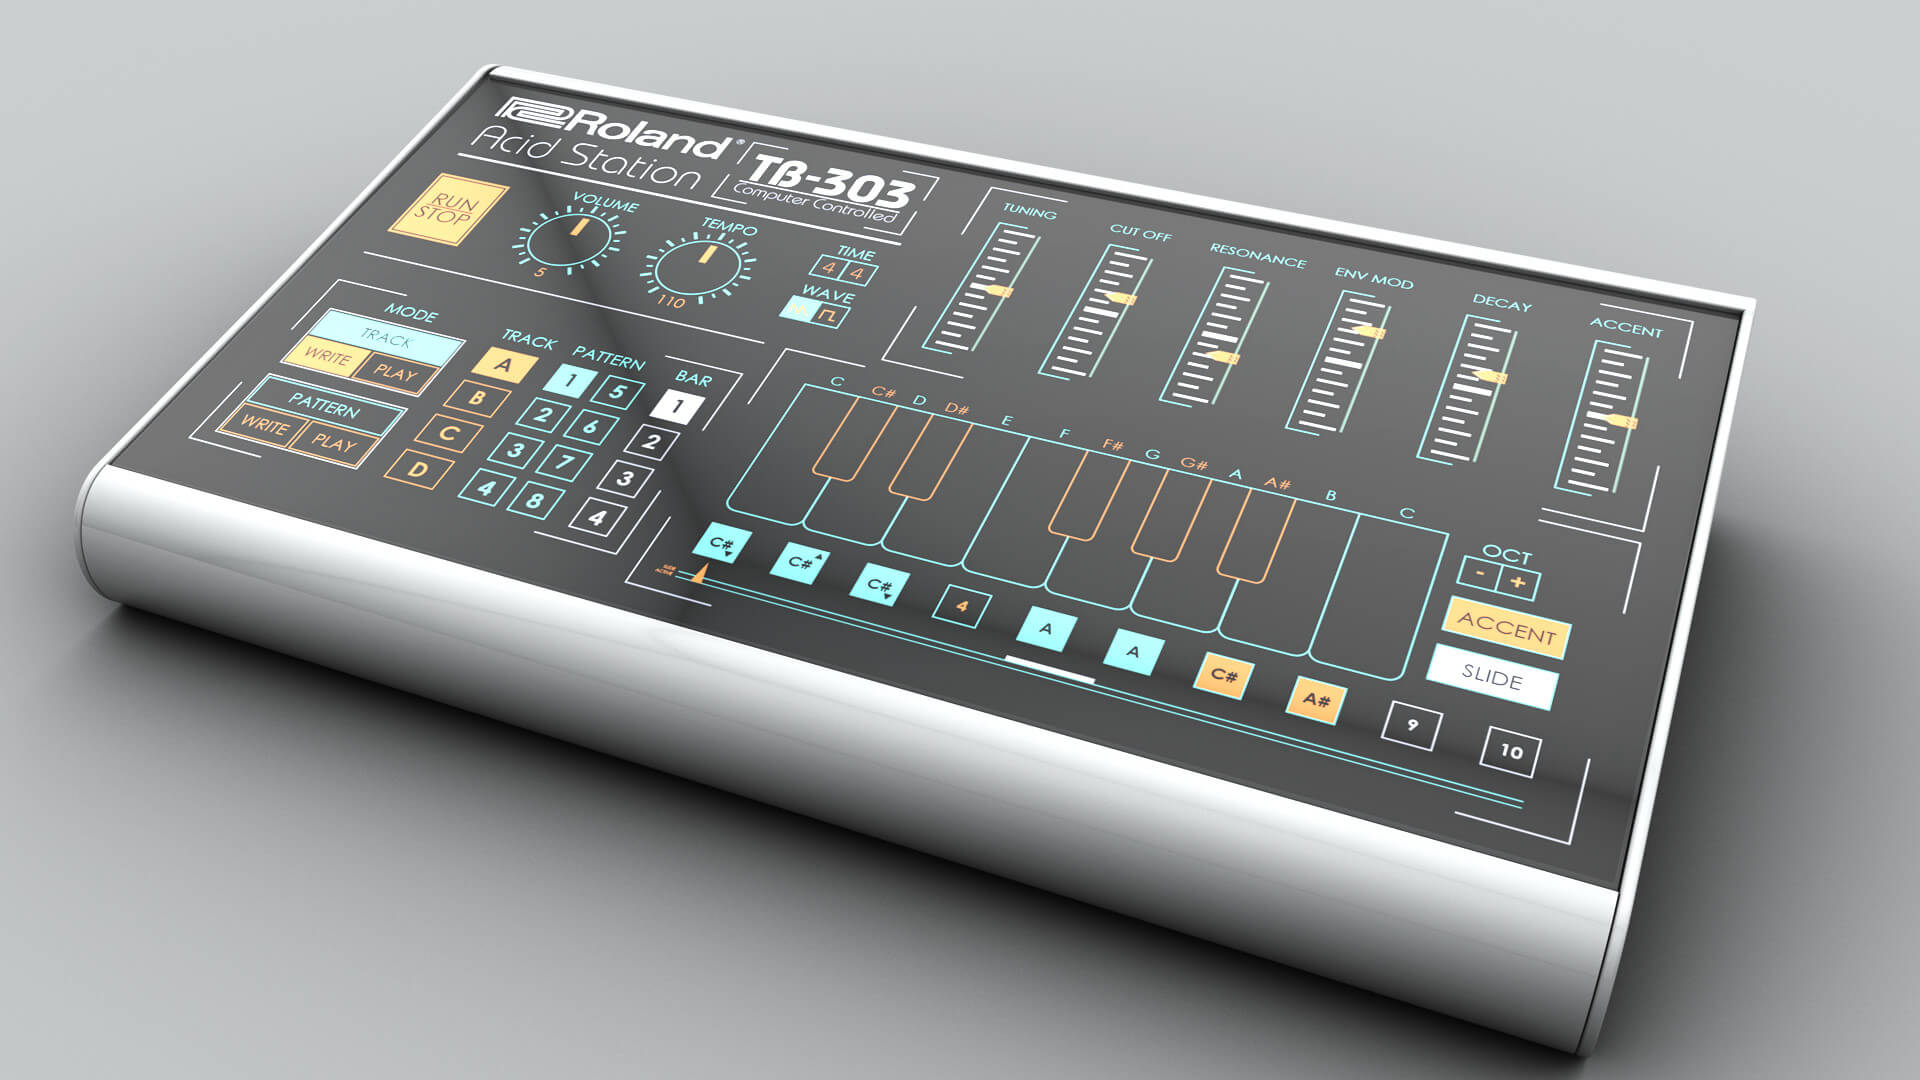 Roland®
Acid Station
TB-303
Computer Controlled
RUN
STOP
VOLUME
5
TEMPO
110
TIME
4 4
WAVE
TUNING
CUT OFF
RESONANCE
ENV MOD
DECAY
ACCENT
MODE
TRACK
WRITE PLAY
PATTERN
WRITE PLAY
TRACK
A
B
C
D
PATTERN
1 5
2 6
3 7
4 8
BAR
1
2
3
4
C C# D D# E F F# G G# A A# B C
C# C# C# 4 A A C# A# 9 10
SLIDE
ACTIVE
OCT
- +
ACCENT
SLIDE